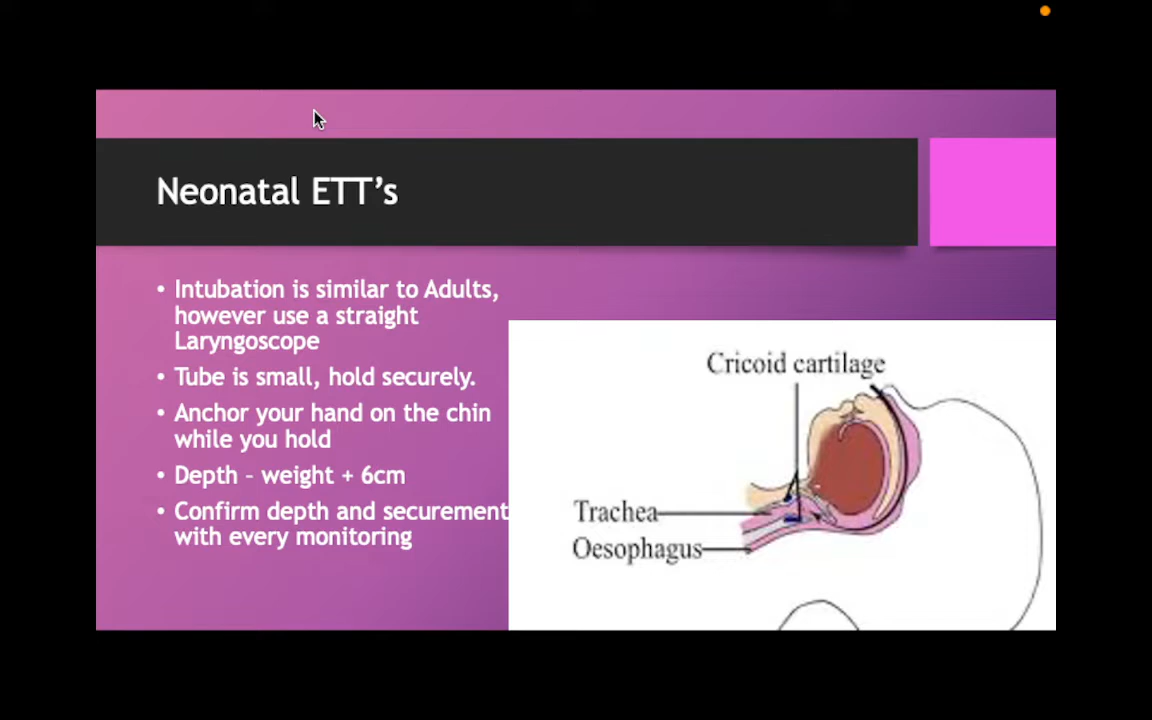 Neonatal ETT’s
• Intubation is similar to Adults,
however use a straight
Laryngoscope
• Tube is small, hold securely.
• Anchor your hand on the chin
while you hold
• Depth – weight + 6cm
• Confirm depth and securement
with every monitoring
Cricoid cartilage
Trachea
Oesophagus